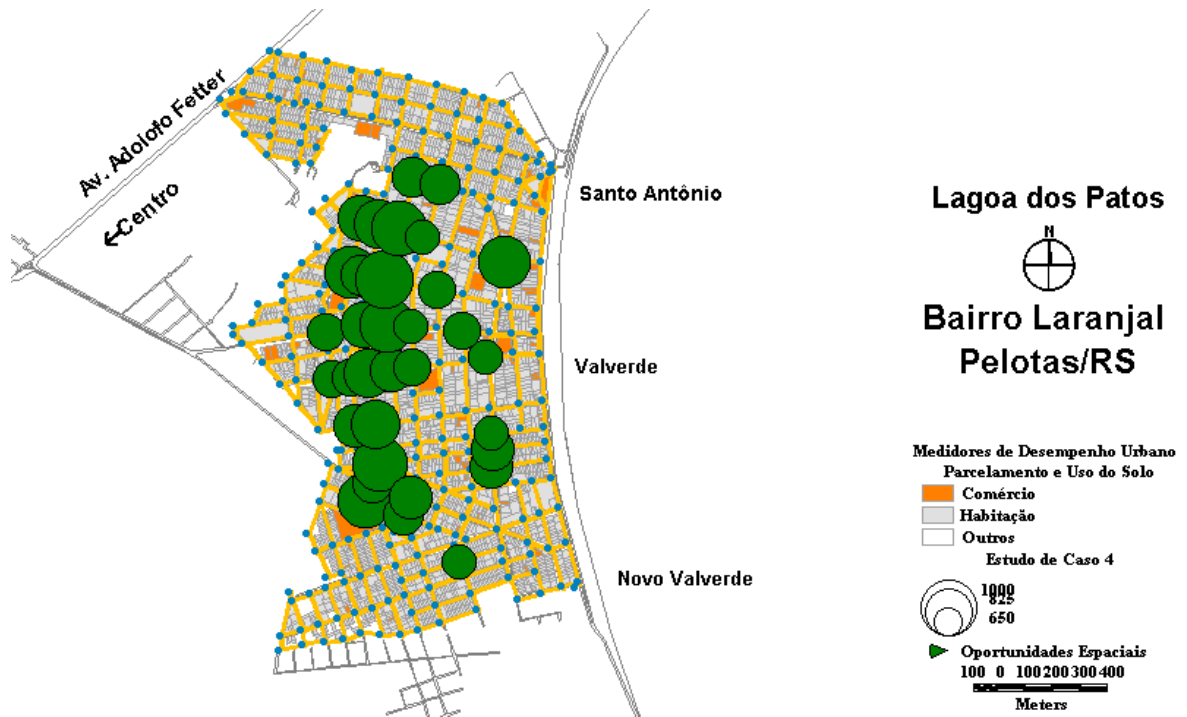 Av. Adolofo Fetter
←Centro
Santo Antônio
Valverde
Novo Valverde
Lagoa dos Patos
N
Bairro Laranjal
Pelotas/RS
Medidores de Desempenho Urbano
Parcelamento e Uso do Solo
Comércio
Habitação
Outros
Estudo de Caso 4
1000
825
650
Oportunidades Espaciais
100 0 100 200 300 400
Meters